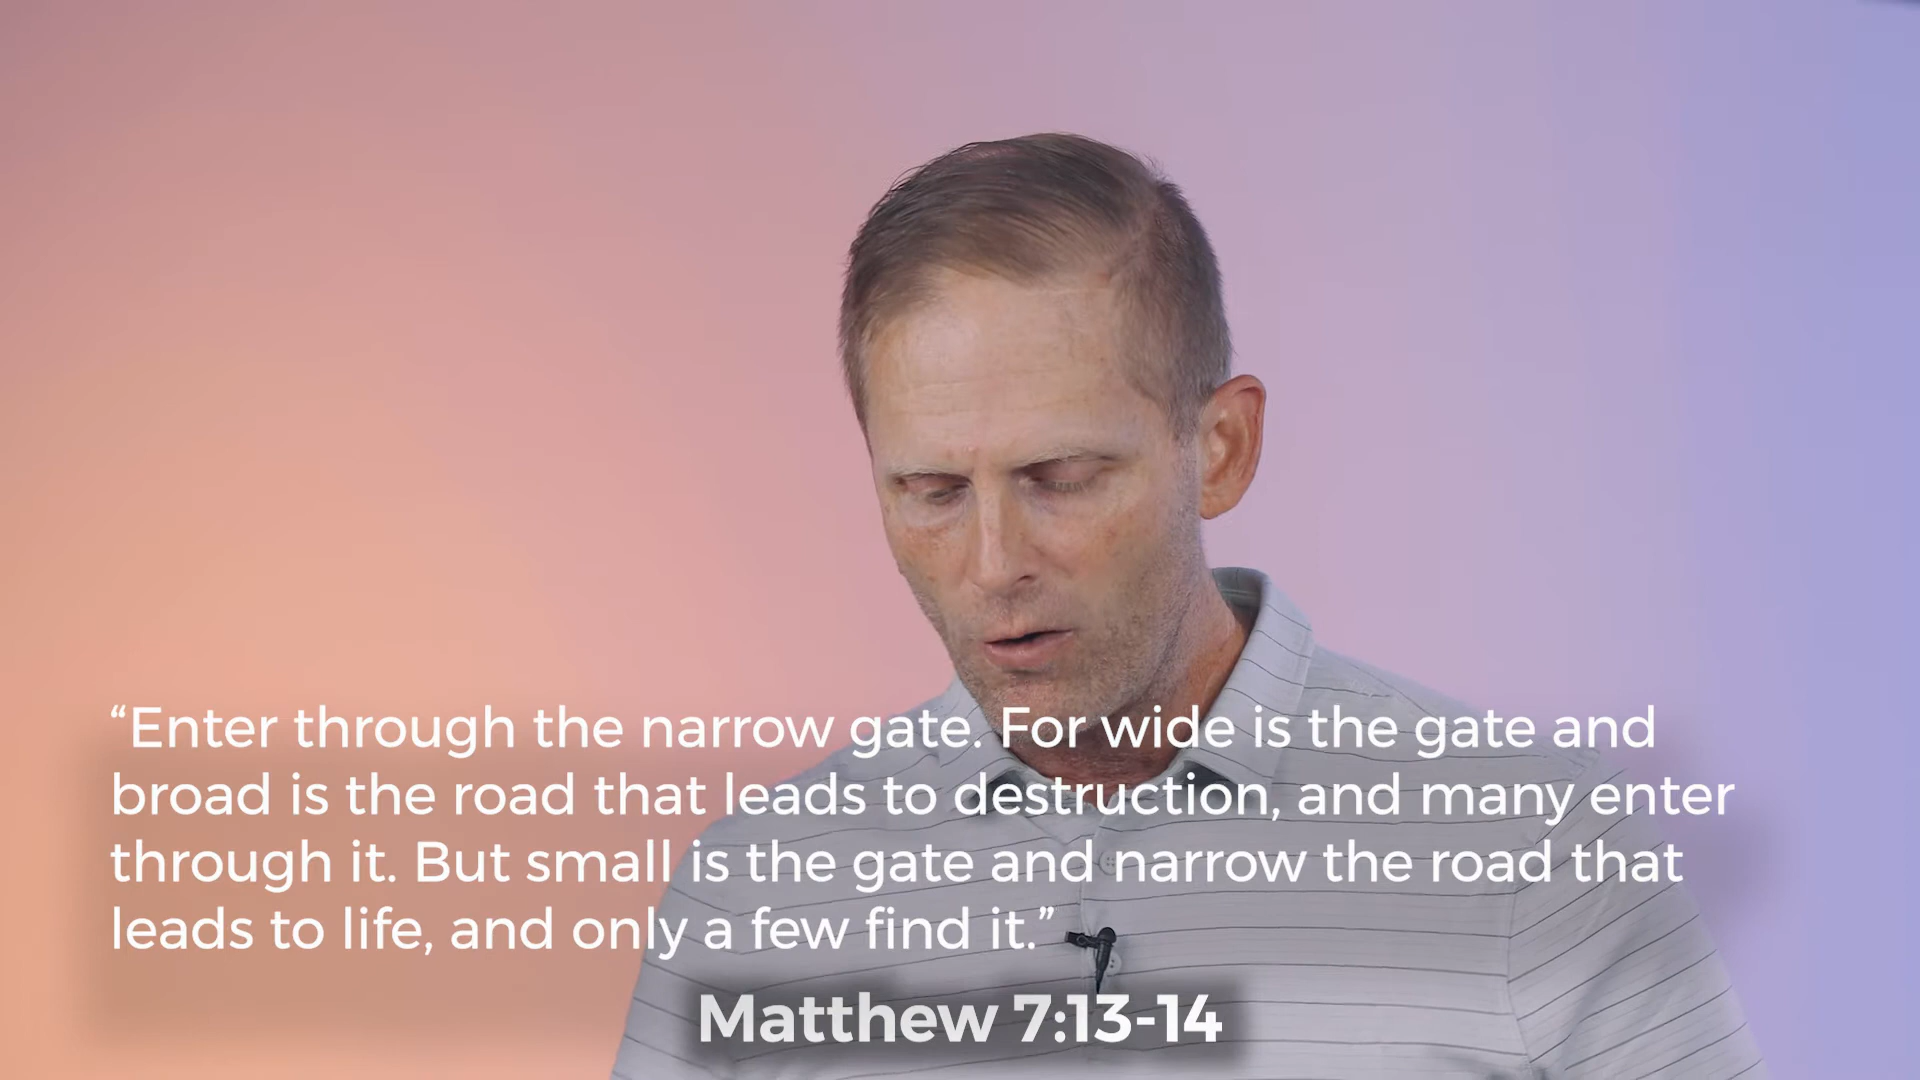 “Enter through the narrow gate. For wide is the gate and
broad is the road that leads to destruction, and many enter
through it. But small is the gate and narrow the road that
leads to life, and only a few find it.”
Matthew 7:13-14